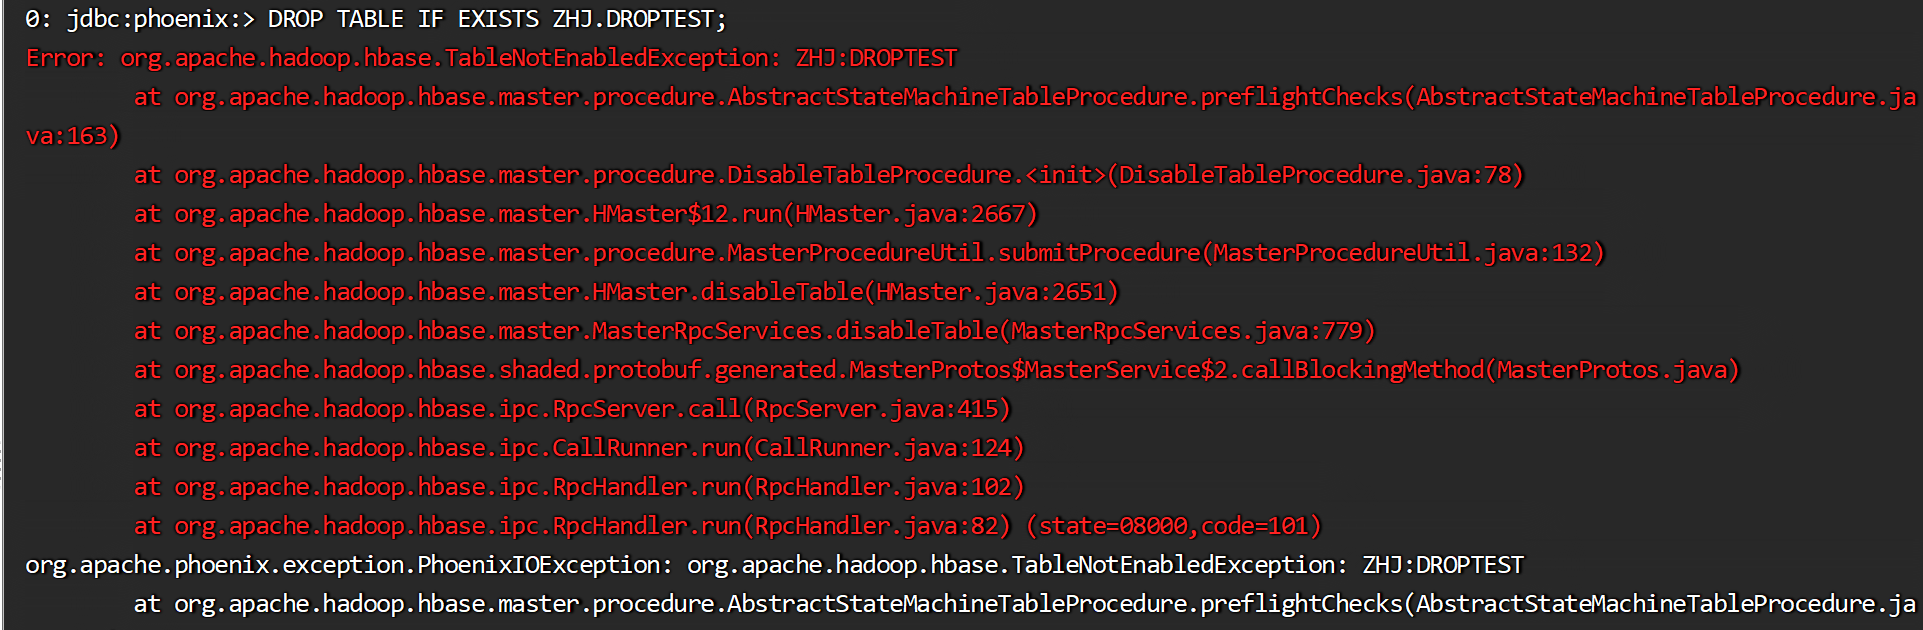 0: jdbc:phoenix:> DROP TABLE IF EXISTS ZHJ.DROPTEST;
Error: org.apache.hadoop.hbase.TableNotEnabledException: ZHJ:DROPTEST
at org.apache.hadoop.hbase.master.procedure.AbstractStateMachineTableProcedure.preflightChecks(AbstractStateMachineTableProcedure.ja
va:163)
at org.apache.hadoop.hbase.master.procedure.DisableTableProcedure.<init>(DisableTableProcedure.java:78)
at org.apache.hadoop.hbase.master.HMaster$12.run(HMaster.java:2667)
at org.apache.hadoop.hbase.master.procedure.MasterProcedureUtil.submitProcedure(MasterProcedureUtil.java:132)
at org.apache.hadoop.hbase.master.HMaster.disableTable(HMaster.java:2651)
at org.apache.hadoop.hbase.master.MasterRpcServices.disableTable(MasterRpcServices.java:779)
at org.apache.hadoop.hbase.shaded.protobuf.generated.MasterProtos$MasterService$2.callBlockingMethod(MasterProtos.java)
at org.apache.hadoop.hbase.ipc.RpcServer.call(RpcServer.java:415)
at org.apache.hadoop.hbase.ipc.CallRunner.run(CallRunner.java:124)
at org.apache.hadoop.hbase.ipc.RpcHandler.run(RpcHandler.java:102)
at org.apache.hadoop.hbase.ipc.RpcHandler.run(RpcHandler.java:82) (state=08000,code=101)
org.apache.phoenix.exception.PhoenixIOException: org.apache.hadoop.hbase.TableNotEnabledException: ZHJ:DROPTEST
at org.apache.hadoop.hbase.master.procedure.AbstractStateMachineTableProcedure.preflightChecks(AbstractStateMachineTableProcedure.ja